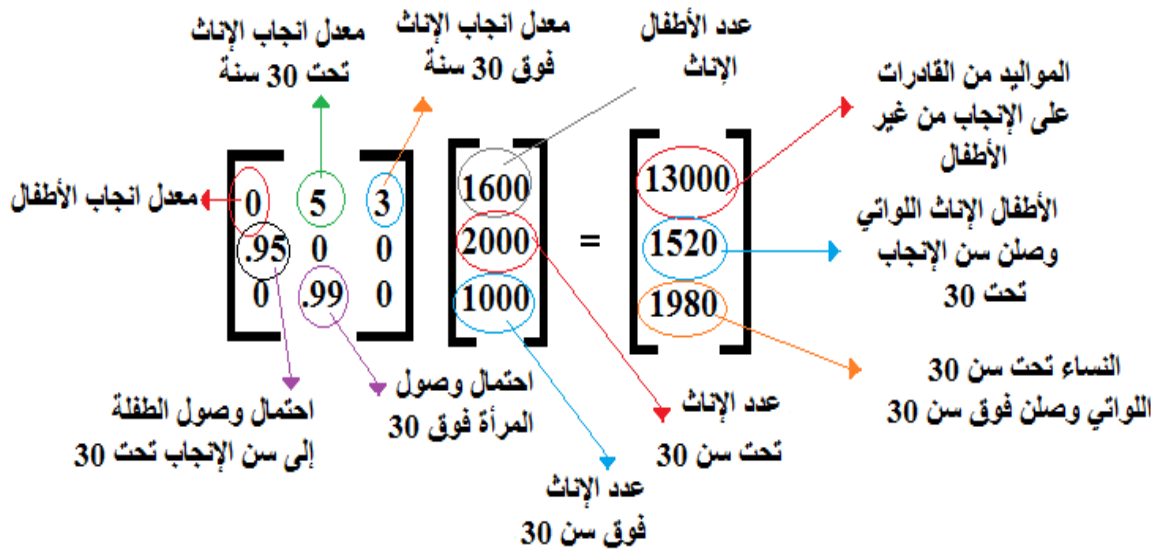 معدل انجاب الإناث
تحت 30 سنة
معدل انجاب الإناث
فوق 30 سنة
عدد الأطفال
الإناث
المواليد من القادرات
على الإنجاب من غير
الأطفال
معدل انجاب الأطفال
0 5 3
.95 0 0
0 .99 0
1600
2000
1000
=
13000
1520
1980
الأطفال الإناث اللواتي
وصلن سن الإنجاب
تحت 30
النساء تحت سن 30
اللواتي وصلن فوق سن 30
احتمال وصول الطفلة
إلى سن الإنجاب تحت 30
احتمال وصول
المرأة فوق 30
عدد الإناث
تحت سن 30
عدد الإناث
فوق سن 30